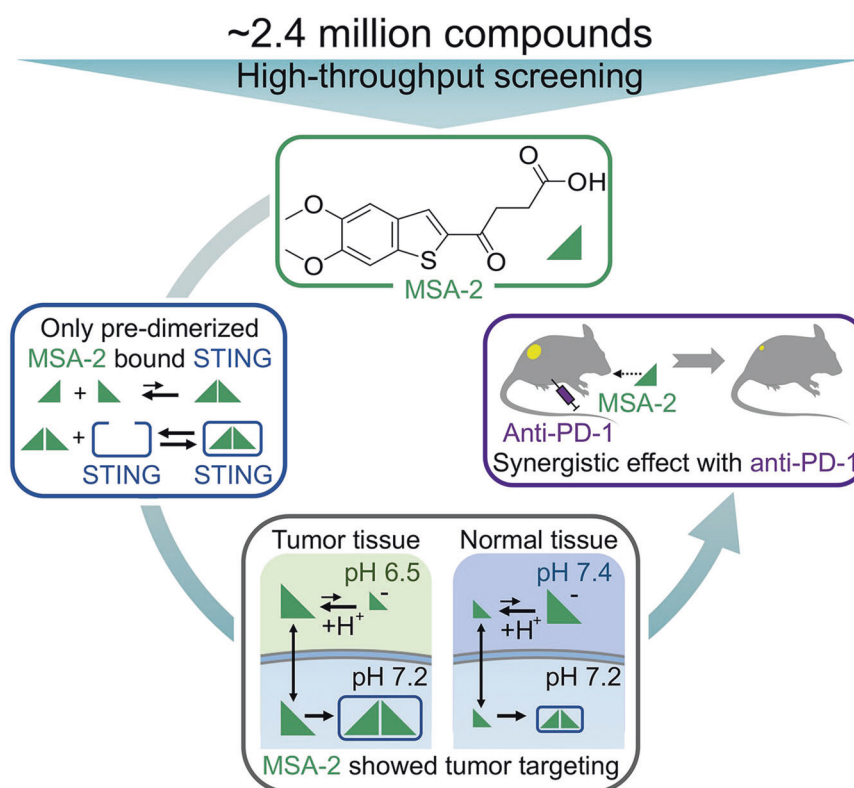 ~2.4 million compounds
High-throughput screening
O
OH
O
O
S
O
MSA-2
Only pre-dimerized
MSA-2 bound STING
+
+
STING STING
Anti-PD-1
MSA-2
Synergistic effect with anti-PD-1
Tumor tissue
pH 6.5
-
+H⁺
pH 7.2
Normal tissue
pH 7.4
-
+H⁺
pH 7.2
MSA-2 showed tumor targeting